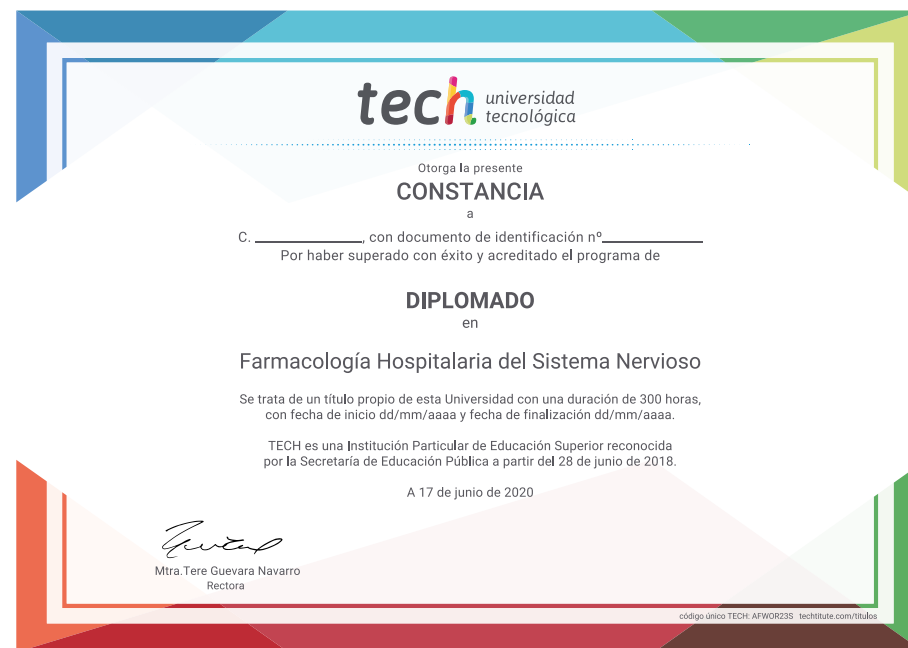 tech universidad
tecnológica
Otorga la presente
CONSTANCIA
a
C. ______________, con documento de identificación nº______________
Por haber superado con éxito y acreditado el programa de
DIPLOMADO
en
Farmacología Hospitalaria del Sistema Nervioso
Se trata de un título propio de esta Universidad con una duración de 300 horas,
con fecha de inicio dd/mm/aaaa y fecha de finalización dd/mm/aaaa.
TECH es una Institución Particular de Educación Superior reconocida
por la Secretaría de Educación Pública a partir del 28 de junio de 2018.
A 17 de junio de 2020
Mtra.Tere Guevara Navarro
Rectora
código único TECH: AFWOR23S techtitute.com/titulos